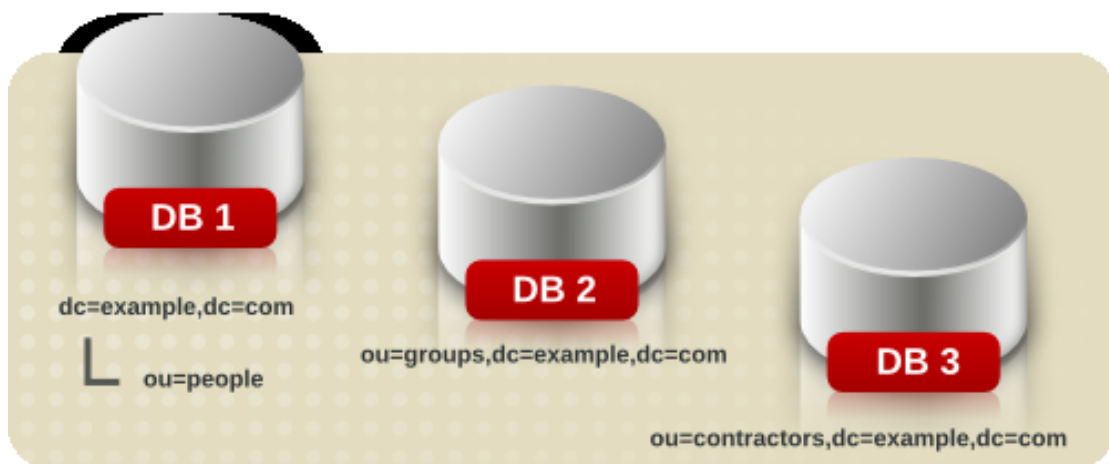 DB 1
dc=example,dc=com
ou=people
DB 2
ou=groups,dc=example,dc=com
DB 3
ou=contractors,dc=example,dc=com